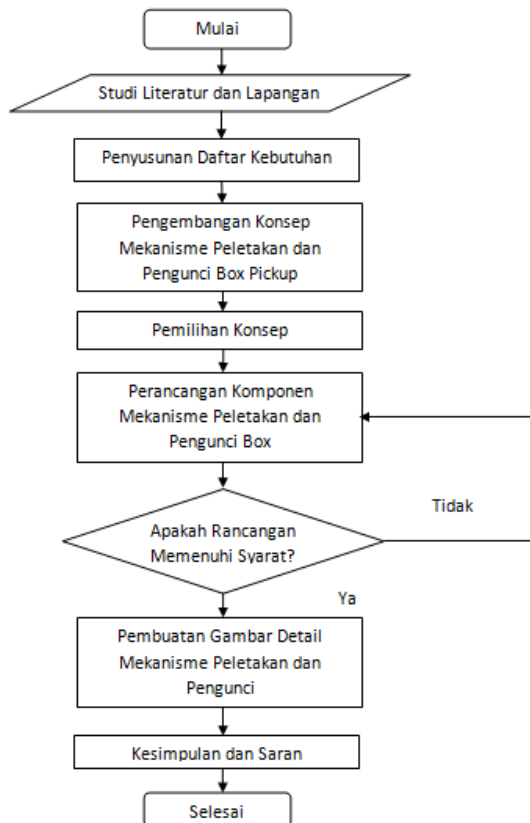 Mulai
Studi Literatur dan Lapangan
Penyusunan Daftar Kebutuhan
Pengembangan Konsep
Mekanisme Peletakan dan
Pengunci Box Pickup
Pemilihan Konsep
Perancangan Komponen
Mekanisme Peletakan dan
Pengunci Box
Tidak
Apakah Rancangan
Memenuhi Syarat?
Ya
Pembuatan Gambar Detail
Mekanisme Peletakan dan
Pengunci
Kesimpulan dan Saran
Selesai